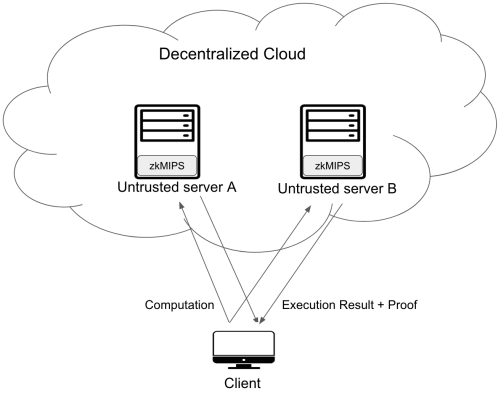 Decentralized Cloud
zkMIPS
zkMIPS
Untrusted server A
Untrusted server B
Computation
Execution Result + Proof
Client